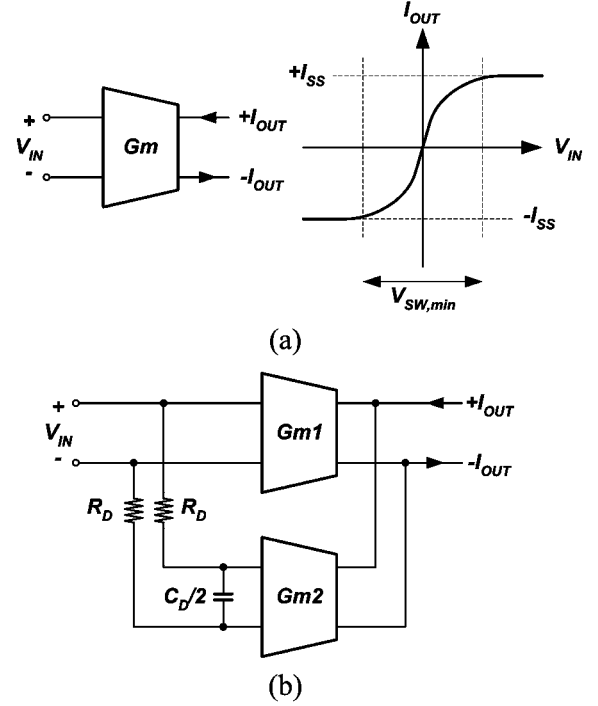 I_OUT
+I_SS
+ +I_OUT
V_IN Gm V_IN
- -I_OUT
-I_SS
V_SW,min
(a)
+ +I_OUT
V_IN Gm1
- -I_OUT
R_D R_D
C_D/2 Gm2
(b)